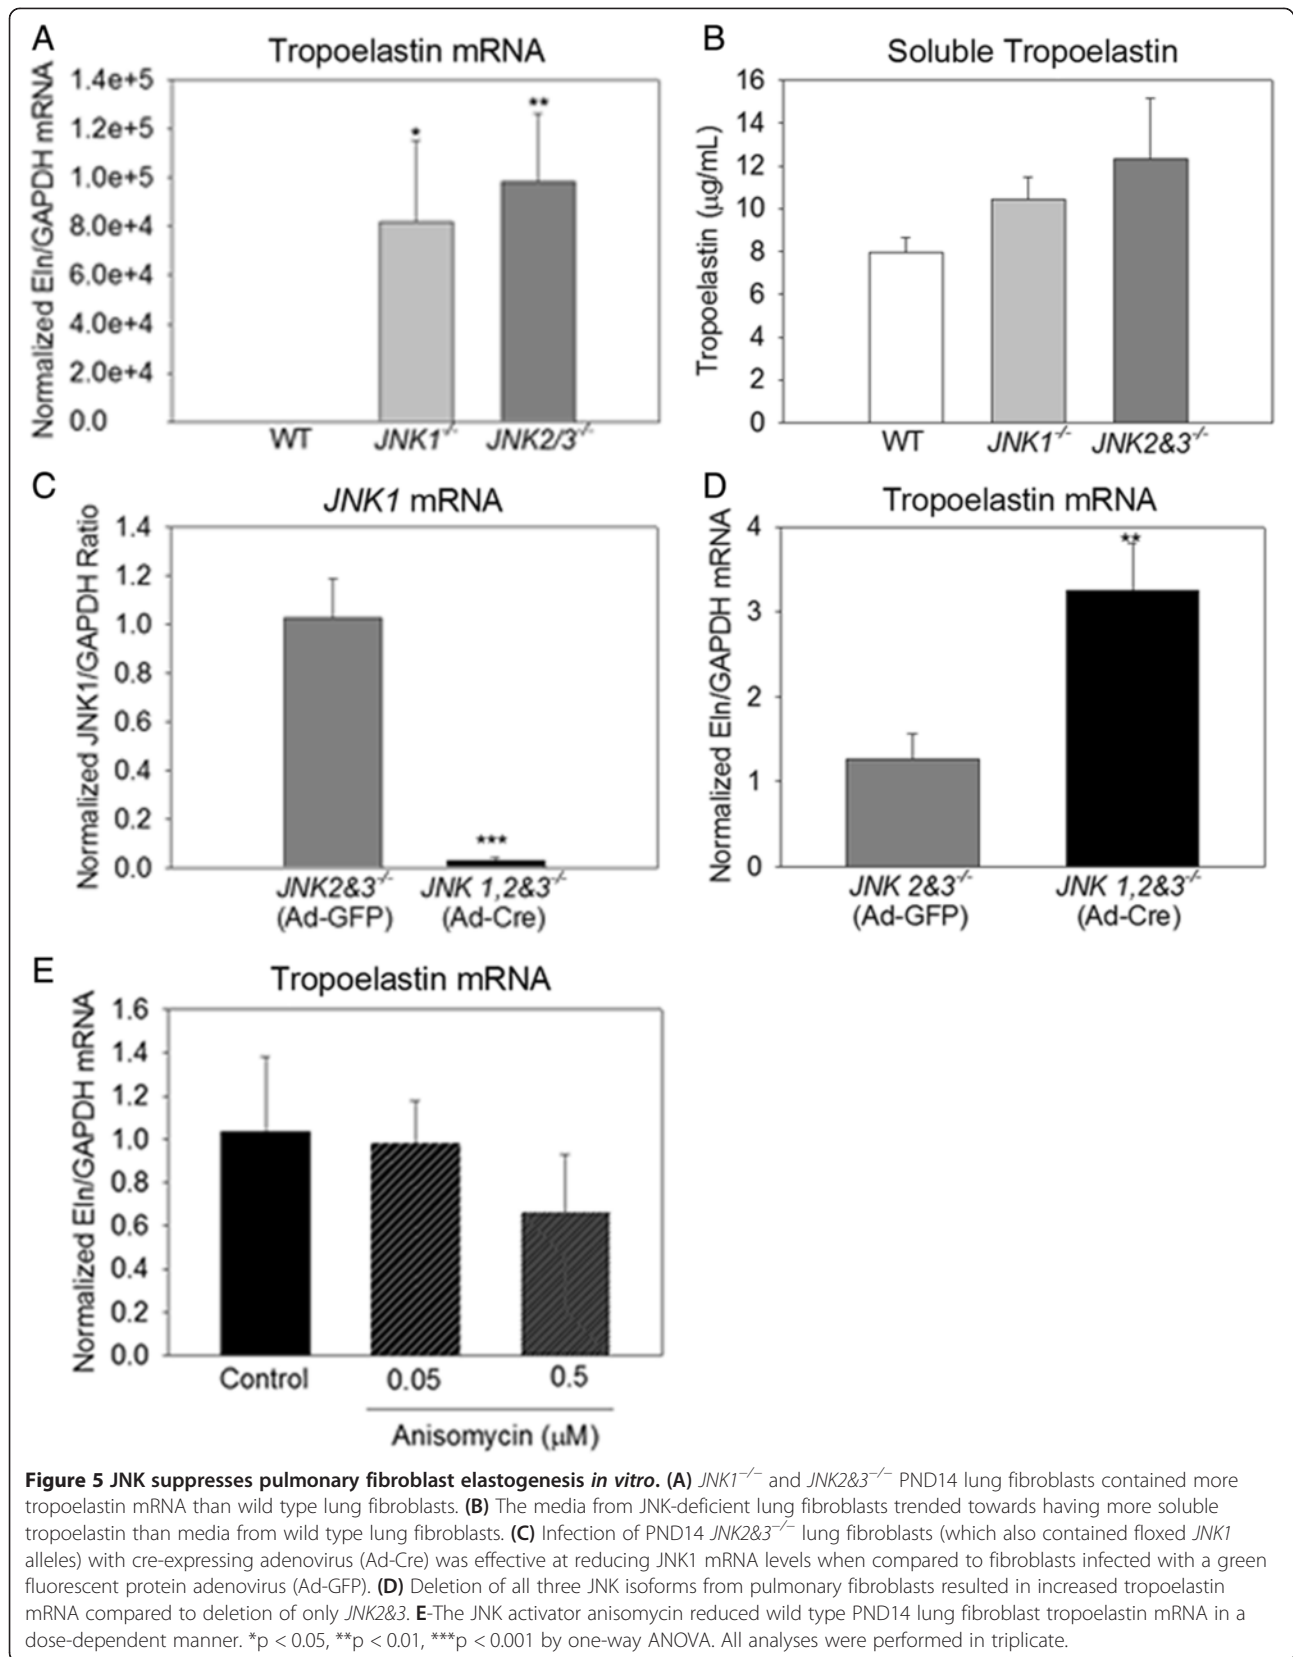 A
Tropoelastin mRNA
Normalized Eln/GAPDH mRNA
1.4e+5
1.2e+5
1.0e+5
8.0e+4
6.0e+4
4.0e+4
2.0e+4
0.0
*
**
WT
JNK1-/-
JNK2/3-/-
B
Soluble Tropoelastin
Tropoelastin (µg/mL)
16
14
12
10
8
6
4
2
0
WT
JNK1-/-
JNK2&3-/-
C
JNK1 mRNA
Normalized JNK1/GAPDH Ratio
1.4
1.2
1.0
0.8
0.6
0.4
0.2
0.0
***
JNK2&3-/-
(Ad-GFP)
JNK 1,2&3-/-
(Ad-Cre)
D
Tropoelastin mRNA
Normalized Eln/GAPDH mRNA
4
3
2
1
0
**
JNK 2&3-/-
(Ad-GFP)
JNK 1,2&3-/-
(Ad-Cre)
E
Tropoelastin mRNA
Normalized Eln/GAPDH mRNA
1.6
1.4
1.2
1.0
0.8
0.6
0.4
0.2
0.0
Control
0.05
0.5
Anisomycin (µM)
Figure 5 JNK suppresses pulmonary fibroblast elastogenesis in vitro. (A) JNK1−/− and JNK2&3−/− PND14 lung fibroblasts contained more
tropoelastin mRNA than wild type lung fibroblasts. (B) The media from JNK-deficient lung fibroblasts trended towards having more soluble
tropoelastin than media from wild type lung fibroblasts. (C) Infection of PND14 JNK2&3−/− lung fibroblasts (which also contained floxed JNK1
alleles) with cre-expressing adenovirus (Ad-Cre) was effective at reducing JNK1 mRNA levels when compared to fibroblasts infected with a green
fluorescent protein adenovirus (Ad-GFP). (D) Deletion of all three JNK isoforms from pulmonary fibroblasts resulted in increased tropoelastin
mRNA compared to deletion of only JNK2&3. E-The JNK activator anisomycin reduced wild type PND14 lung fibroblast tropoelastin mRNA in a
dose-dependent manner. *p < 0.05, **p < 0.01, ***p < 0.001 by one-way ANOVA. All analyses were performed in triplicate.